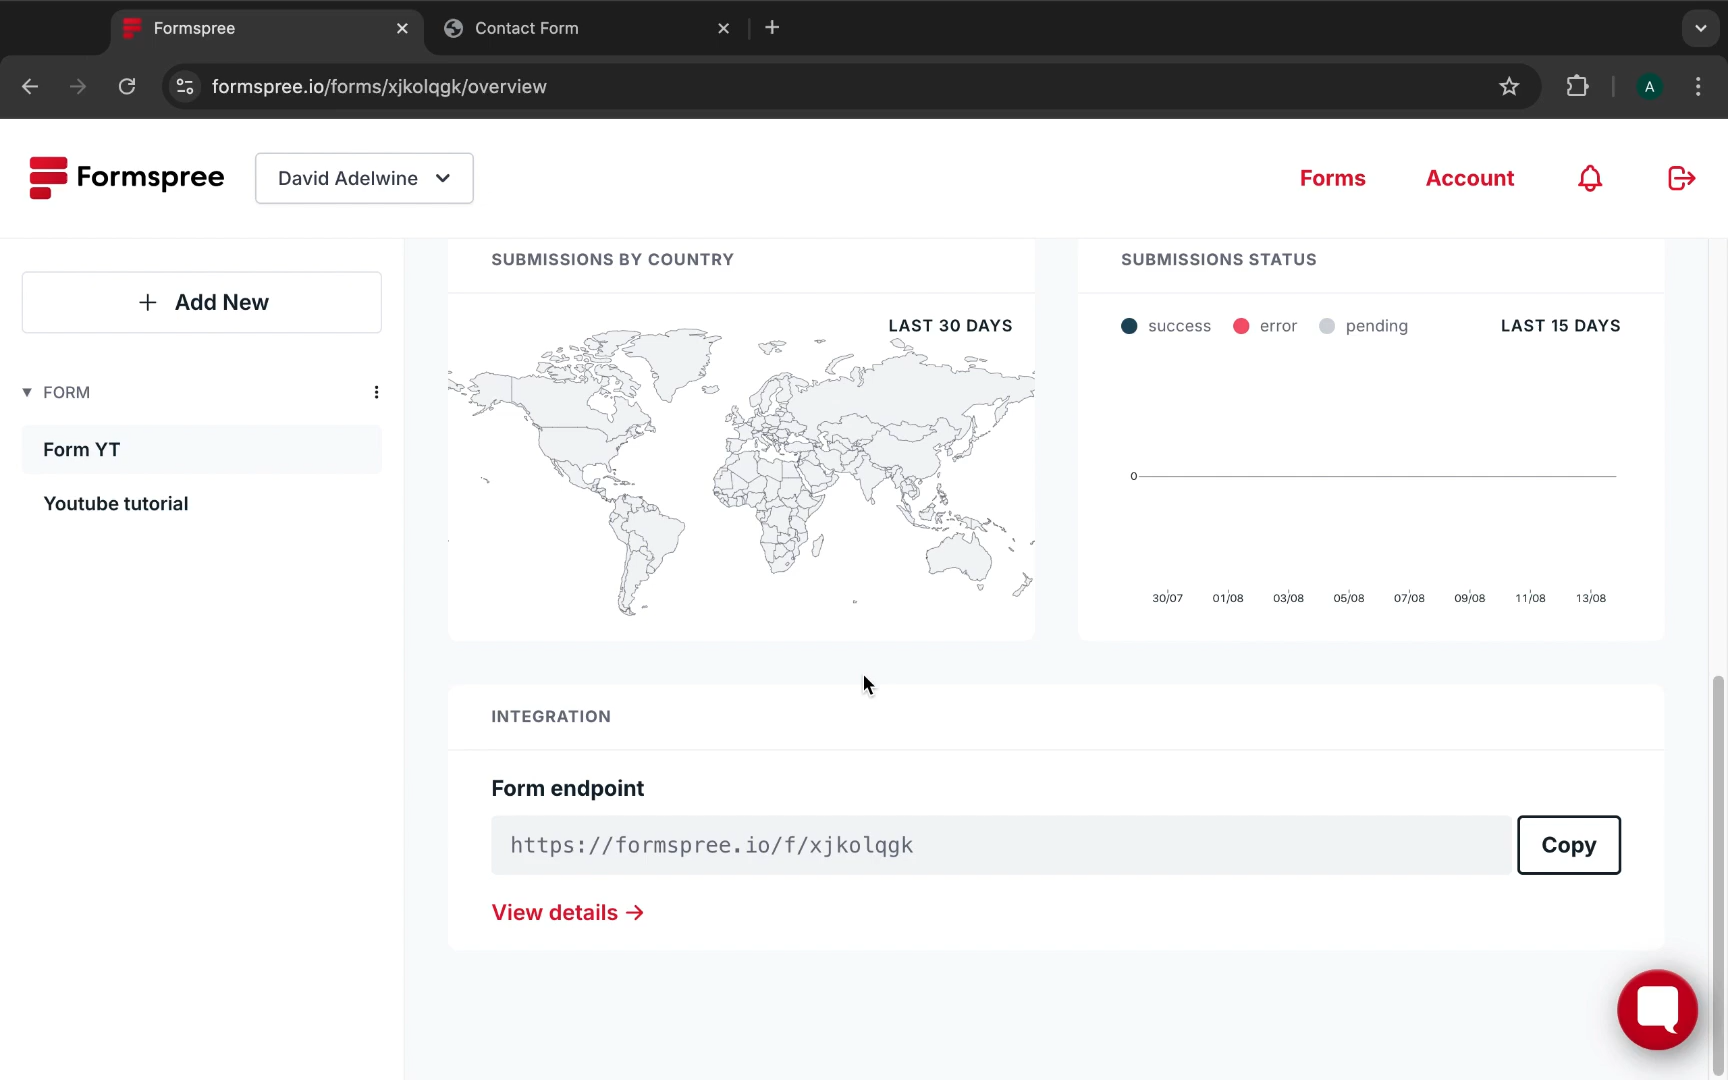 Formspree
Contact Form
formspree.io/forms/xjkolqgk/overview
A
Formspree
David Adelwine
Forms
Account
+ Add New
FORM
Form YT
Youtube tutorial
SUBMISSIONS BY COUNTRY
LAST 30 DAYS
SUBMISSIONS STATUS
success error pending
LAST 15 DAYS
0
30/07 01/08 03/08 05/08 07/08 09/08 11/08 13/08
INTEGRATION
Form endpoint
https://formspree.io/f/xjkolqgk
Copy
View details →